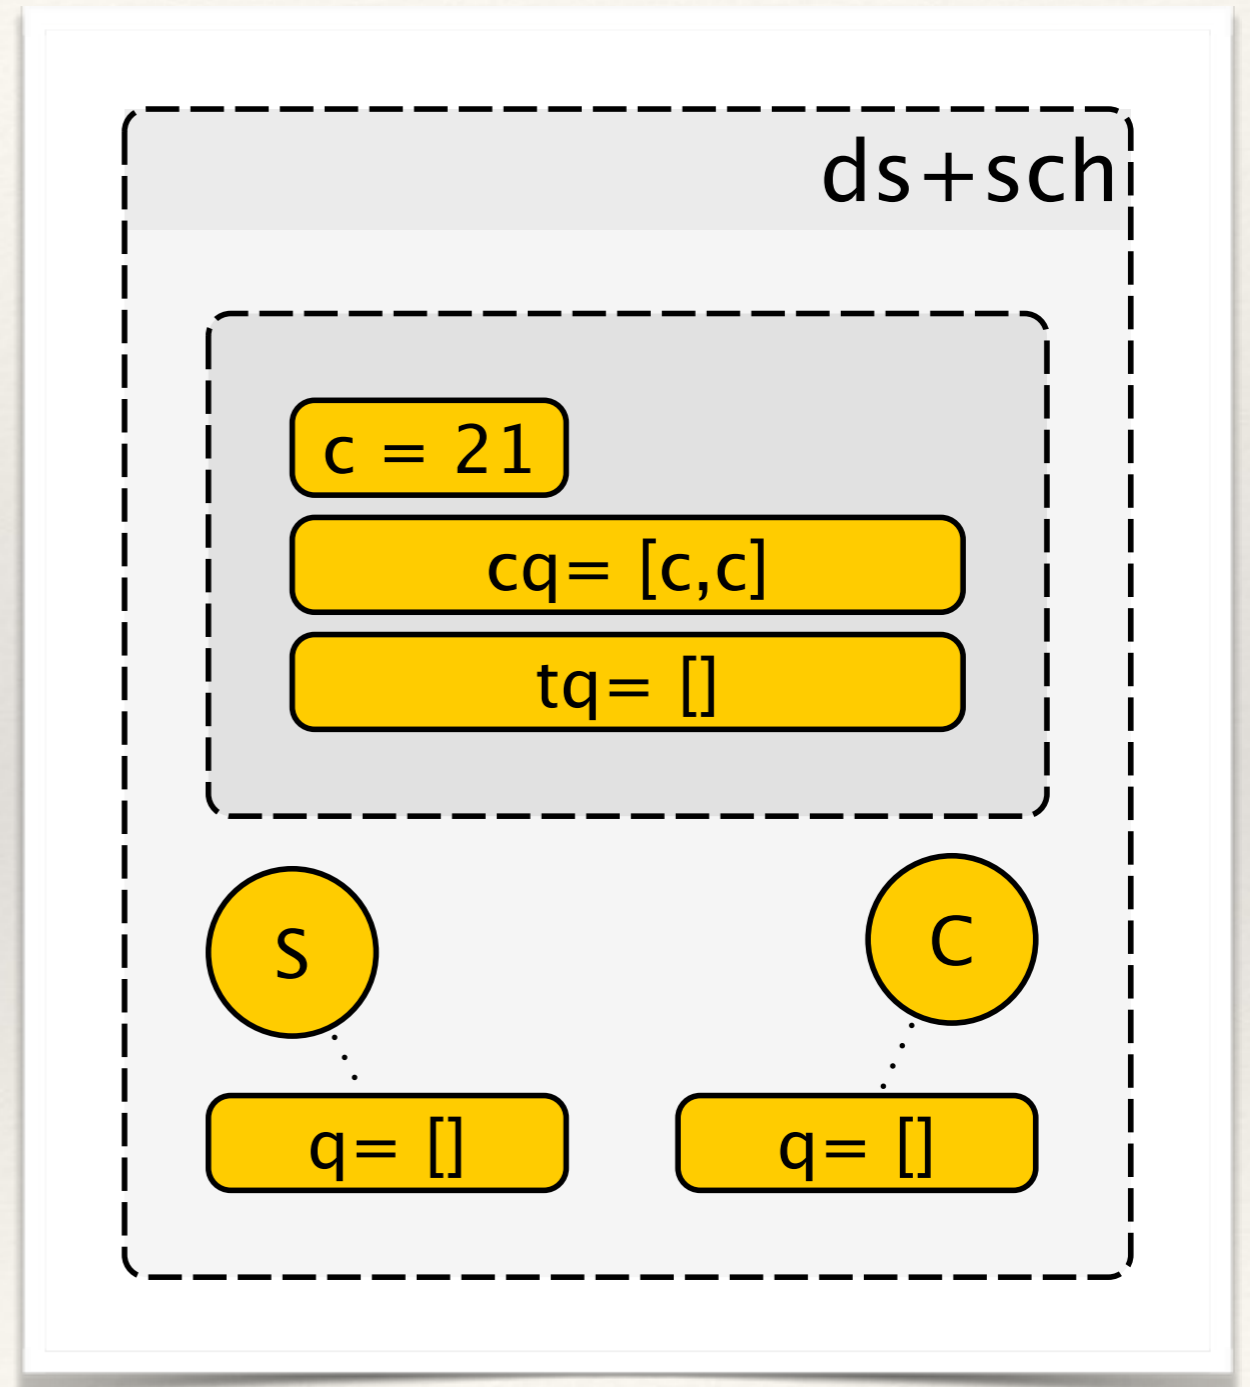 ds+sch
c = 21
cq= [c,c]
tq= []
S
C
q= []
q= []